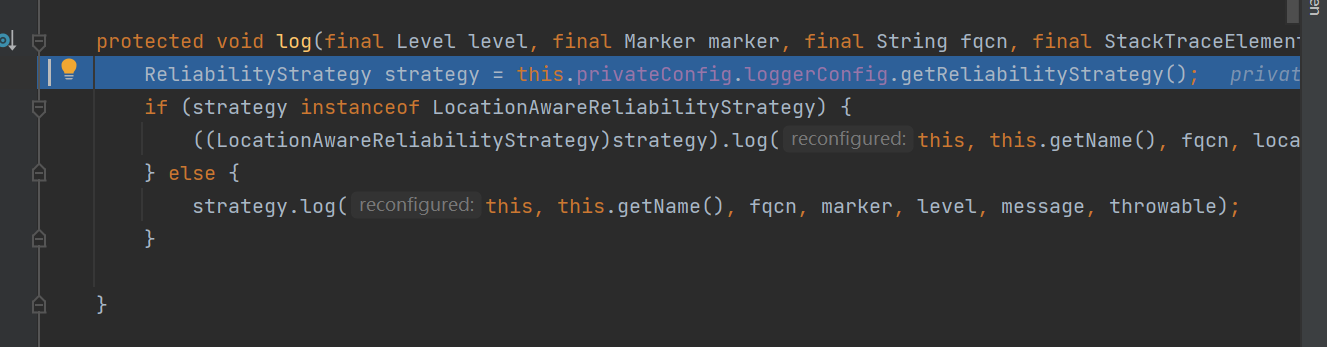 en
protected void log(final Level level, final Marker marker, final String fqcn, final StackTraceElement
ReliabilityStrategy strategy = this.privateConfig.loggerConfig.getReliabilityStrategy(); privat
if (strategy instanceof LocationAwareReliabilityStrategy) {
((LocationAwareReliabilityStrategy)strategy).log( reconfigured: this, this.getName(), fqcn, loca
} else {
strategy.log( reconfigured: this, this.getName(), fqcn, marker, level, message, throwable);
}
}